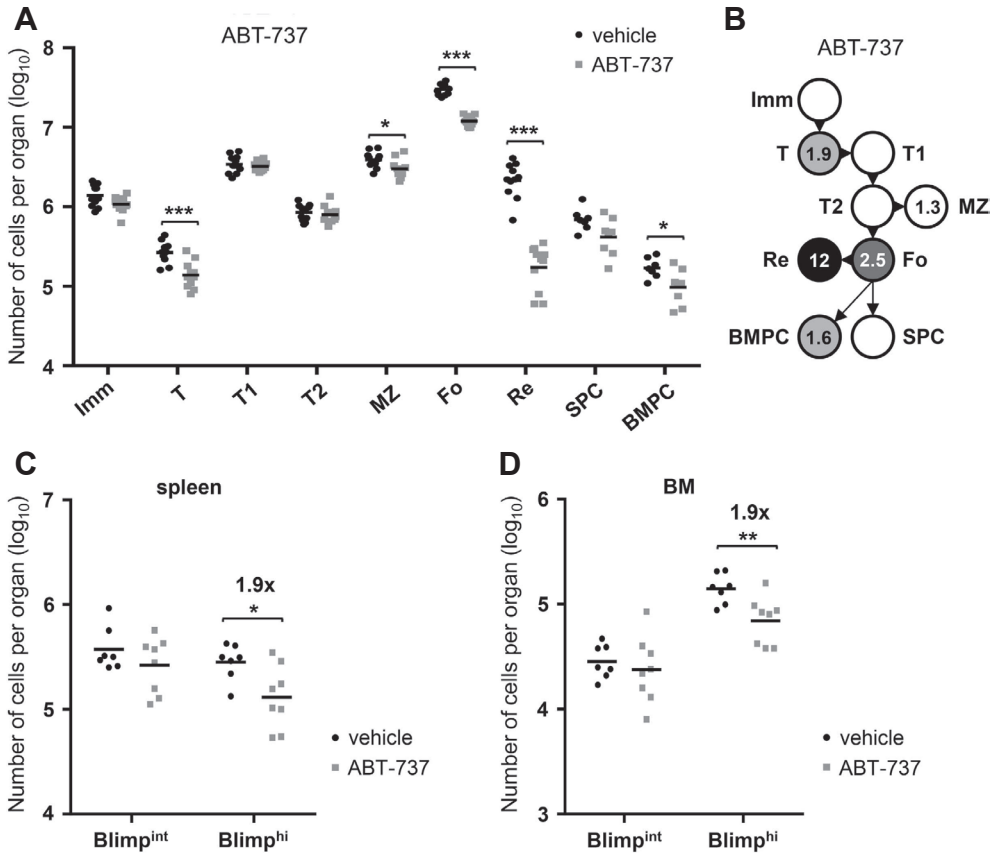 A
B
ABT-737
vehicle
ABT-737
Number of cells per organ (log10)
8
7
6
5
4
***
*
***
***
*
Imm
T
T1
T2
MZ
Fo
Re
SPC
BMPC
ABT-737
Imm
T 1.9 T1
T2 1.3 MZ
Re 12 2.5 Fo
BMPC 1.6 SPC
C
spleen
Number of cells per organ (log10)
7
6
5
4
1.9x
*
vehicle
ABT-737
Blimpint
Blimphi
D
BM
Number of cells per organ (log10)
6
5
4
3
1.9x
**
vehicle
ABT-737
Blimpint
Blimphi